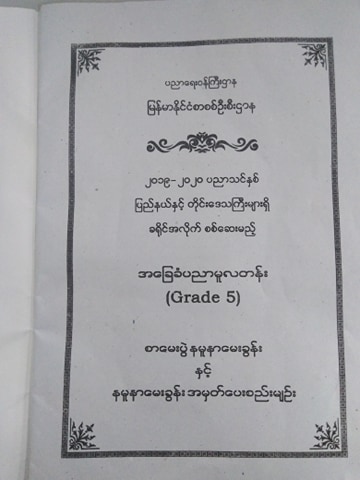 ပညာရေးဝန်ကြီးဌာန
မြန်မာနိုင်ငံစာစစ်ဦးစီးဌာန
၂၀၁၉-၂၀၂၀ ပညာသင်နှစ်
ပြည်နယ်နှင့် တိုင်းဒေသကြီးများရှိ
ခရိုင်အလိုက် စစ်ဆေးမည့်
အခြေခံပညာမူလတန်း
(Grade 5)
စာမေးပွဲ နမူနာမေးခွန်း
နှင့်
နမူနာမေးခွန်း အမှတ်ပေးစည်းမျဉ်း